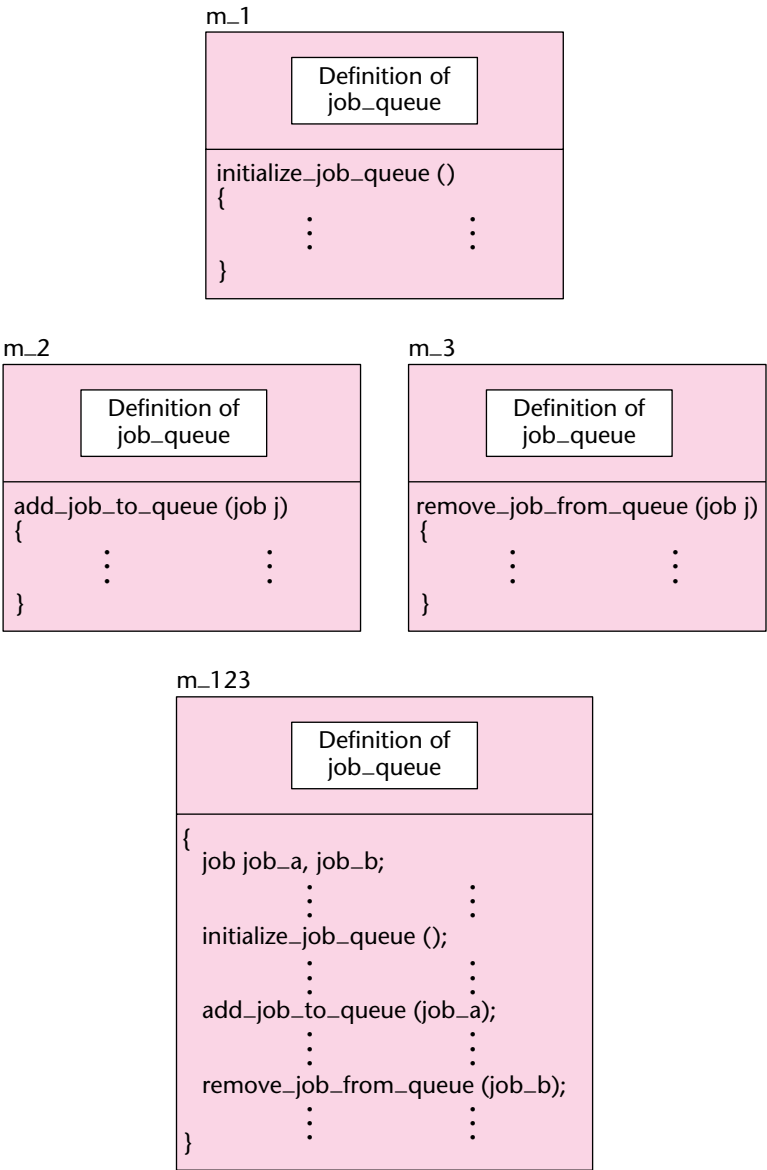 m_1
Definition of
job_queue
initialize_job_queue ()
{
}
m_2
Definition of
job_queue
add_job_to_queue (job j)
{
}
m_3
Definition of
job_queue
remove_job_from_queue (job j)
{
}
m_123
Definition of
job_queue
{
job job_a, job_b;
initialize_job_queue ();
add_job_to_queue (job_a);
remove_job_from_queue (job_b);
}